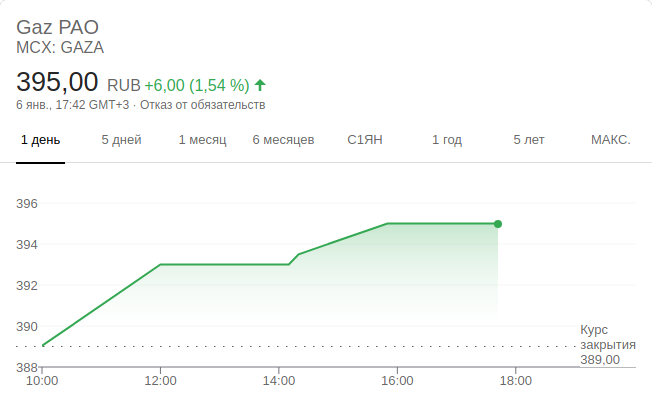 Gaz PAO
MCX: GAZA
395,00 RUB +6,00 (1,54 %)
6 янв., 17:42 GMT+3 · Отказ от обязательств
1 день 5 дней 1 месяц 6 месяцев С1ЯН 1 год 5 лет МАКС.
396
394
392
390
388
Курс
закрытия
389,00
10:00 12:00 14:00 16:00 18:00